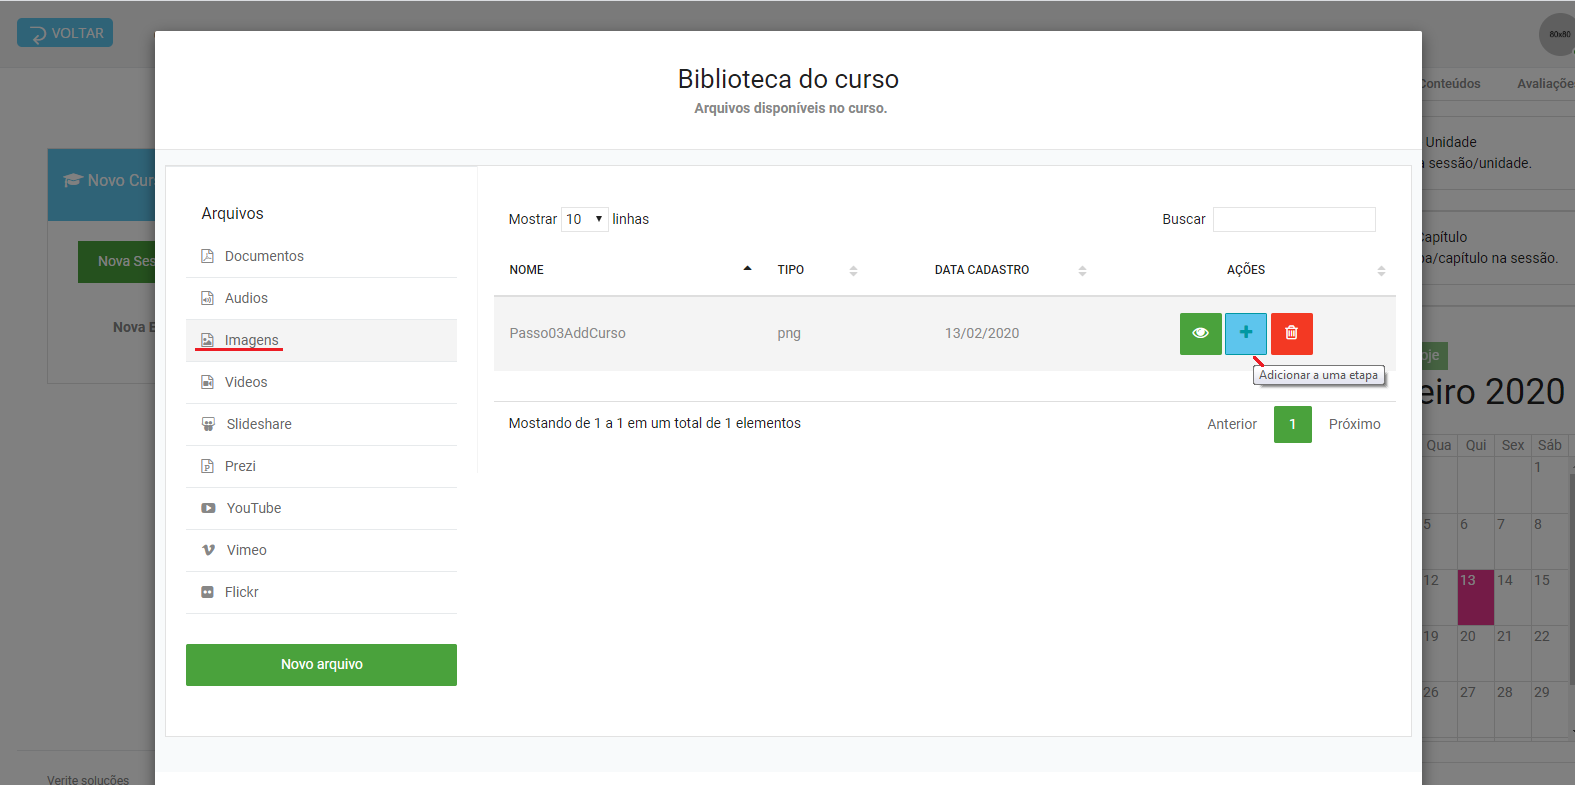 VOLTAR
80x80
Biblioteca do curso
Arquivos disponíveis no curso.
Conteúdos
Novo Cur
Nova Ses
Nova E
Arquivos
Documentos
Audios
Imagens
Videos
Slideshare
Prezi
YouTube
Vimeo
Flickr
Novo arquivo
Mostrar 10 linhas
Buscar
NOME TIPO DATA CADASTRO AÇÕES
Passo03AddCurso png 13/02/2020
Adicionar a uma etapa
Mostando de 1 a 1 em um total de 1 elementos
Anterior 1 Próximo
Avaliaçõe
Unidade
a sessão/unidade.
Capítulo
pa/capítulo na sessão.
oje
eiro 2020
Qua Qui Sex Sáb
1
5 6 7 8
12 13 14 15
19 20 21 22
26 27 28 29
Verite soluções